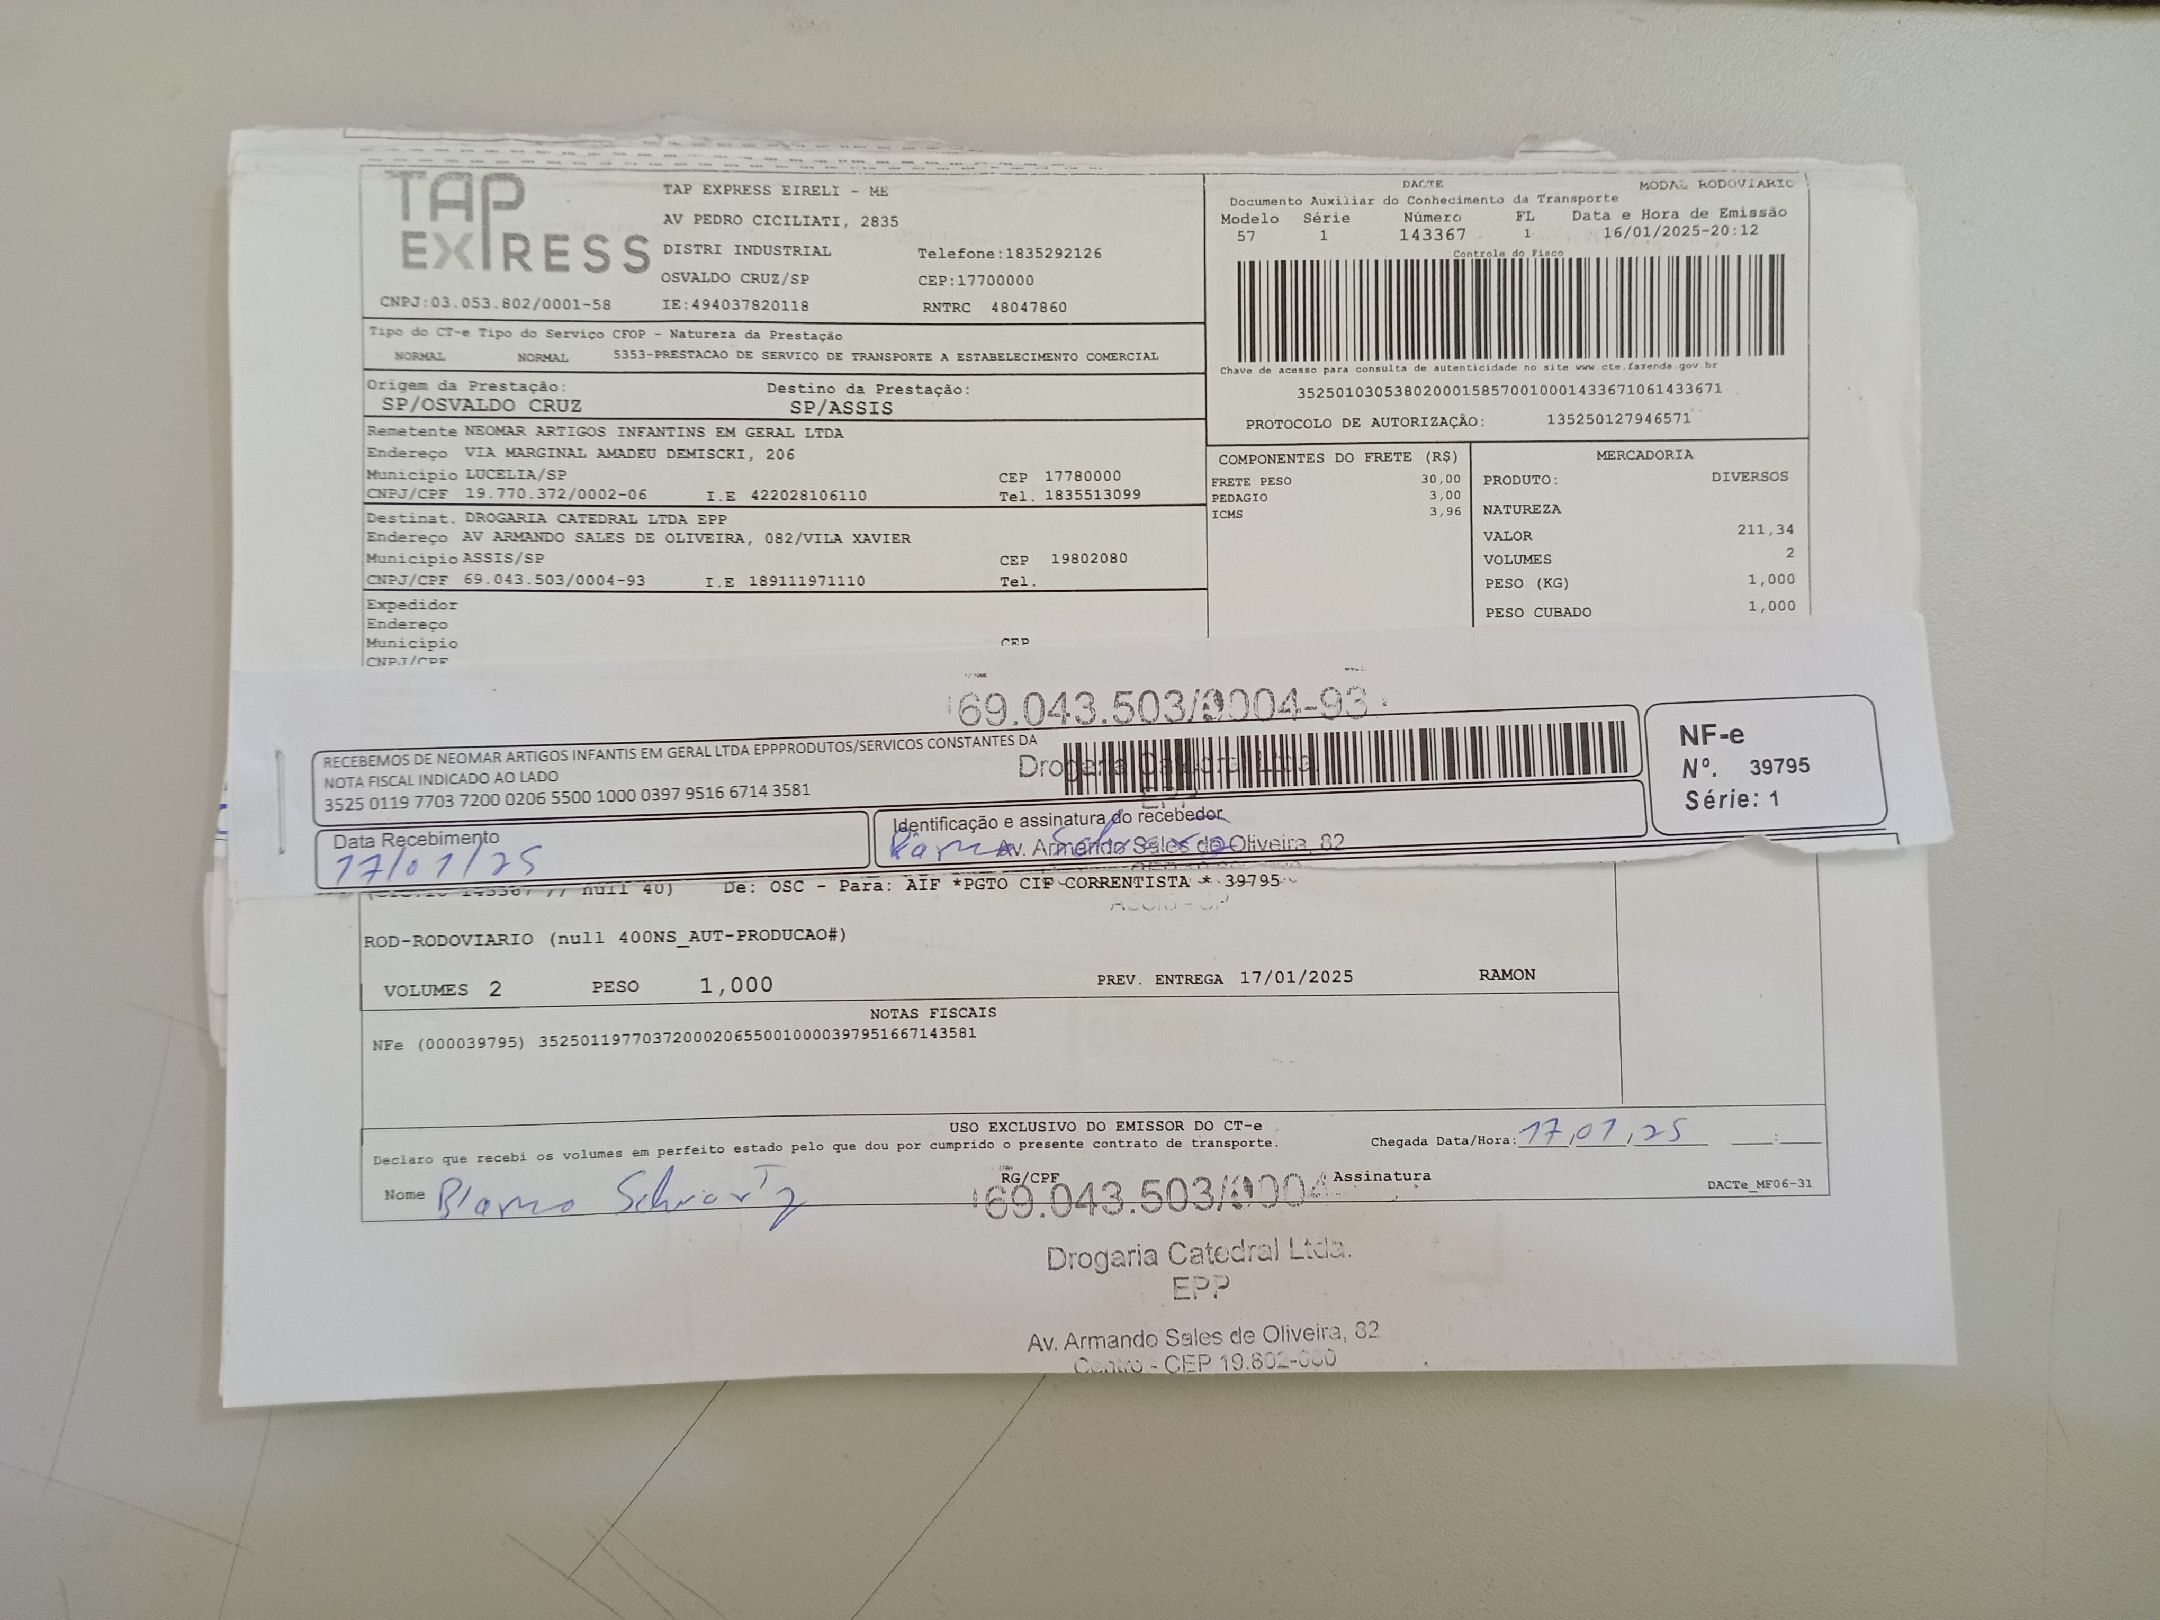 TAP EXPRESS
TAP EXPRESS EIRELI - ME
AV PEDRO CICILIATI, 2835
DISTRI INDUSTRIAL Telefone:1835292126
OSVALDO CRUZ/SP CEP:17700000
CNPJ:03.053.802/0001-58 IE:494037820118 RNTRC 48047860
DACTE MODAL RODOVIARIO
Documento Auxiliar do Conhecimento da Transporte
Modelo Série Número FL Data e Hora de Emissão
57 1 143367 1 16/01/2025-20:12
Controle do Fisco
Chave de acesso para consulta de autenticidade no site www.cte.fazenda.gov.br
35250103053802000158570010001433671061433671
PROTOCOLO DE AUTORIZAÇÃO: 135250127946571
Tipo do CT-e Tipo do Serviço CFOP - Natureza da Prestação
NORMAL NORMAL 5353-PRESTACAO DE SERVICO DE TRANSPORTE A ESTABELECIMENTO COMERCIAL
Origem da Prestação: Destino da Prestação:
SP/OSVALDO CRUZ SP/ASSIS
Remetente NEOMAR ARTIGOS INFANTINS EM GERAL LTDA
Endereço VIA MARGINAL AMADEU DEMISCKI, 206
Município LUCELIA/SP CEP 17780000
CNPJ/CPF 19.770.372/0002-06 I.E 422028106110 Tel. 1835513099
Destinat. DROGARIA CATEDRAL LTDA EPP
Endereço AV ARMANDO SALES DE OLIVEIRA, 082/VILA XAVIER
Município ASSIS/SP CEP 19802080
CNPJ/CPF 69.043.503/0004-93 I.E 189111971110 Tel.
Expedidor
Endereço
Município CEP
CNPJ/CPF
COMPONENTES DO FRETE (R$)
FRETE PESO 30,00
PEDAGIO 3,00
ICMS 3,96
MERCADORIA
PRODUTO: DIVERSOS
NATUREZA
VALOR 211,34
VOLUMES 2
PESO (KG) 1,000
PESO CUBADO 1,000
69.043.503/0004-93
RECEBEMOS DE NEOMAR ARTIGOS INFANTIS EM GERAL LTDA EPPPRODUTOS/SERVICOS CONSTANTES DA
NOTA FISCAL INDICADO AO LADO
3525 0119 7703 7200 0206 5500 1000 0397 9516 6714 3581
Drogaria Catedral Ltda.
EPP
NF-e
Nº. 39795
Série: 1
Data Recebimento
17/01/25
Identificação e assinatura do recebedor
Av. Armando Sales de Oliveira, 82
De: OSC - Para: AIF *PGTO CIF CORRENTISTA * 39795
ASSIS - SP
ROD-RODOVIARIO (null 400NS_AUT-PRODUCAO#)
VOLUMES 2 PESO 1,000 PREV. ENTREGA 17/01/2025 RAMON
NOTAS FISCAIS
NFe (000039795) 35250119770372000206550010000397951667143581
USO EXCLUSIVO DO EMISSOR DO CT-e
Declaro que recebi os volumes em perfeito estado pelo que dou por cumprido o presente contrato de transporte. Chegada Data/Hora: 17,01,25
Nome RG/CPF Assinatura
DACTe_MF06-31
69.043.503/0004
Drogaria Catedral Ltda.
EPP
Av. Armando Sales de Oliveira, 82
Centro - CEP 19.802-080